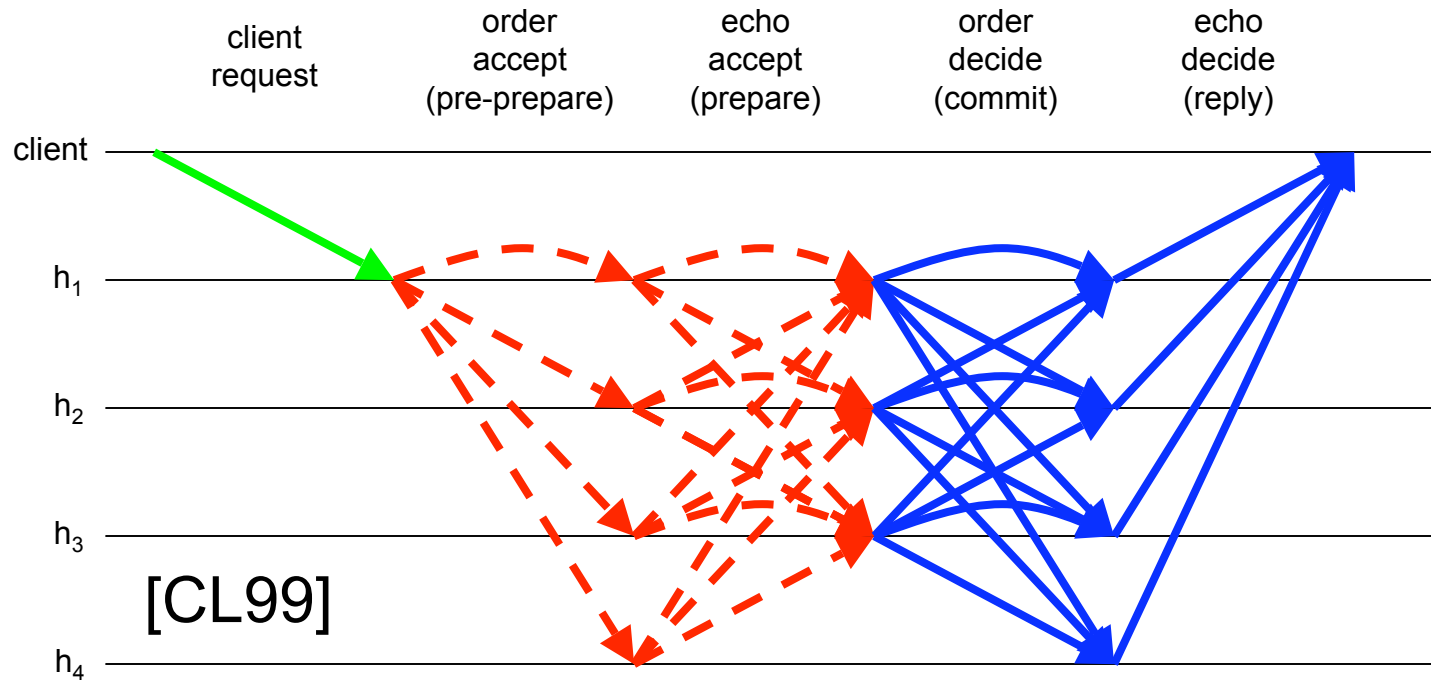 client
request
order
accept
(pre-prepare)
echo
accept
(prepare)
order
decide
(commit)
echo
decide
(reply)
client
h1
h2
h3
[CL99]
h4